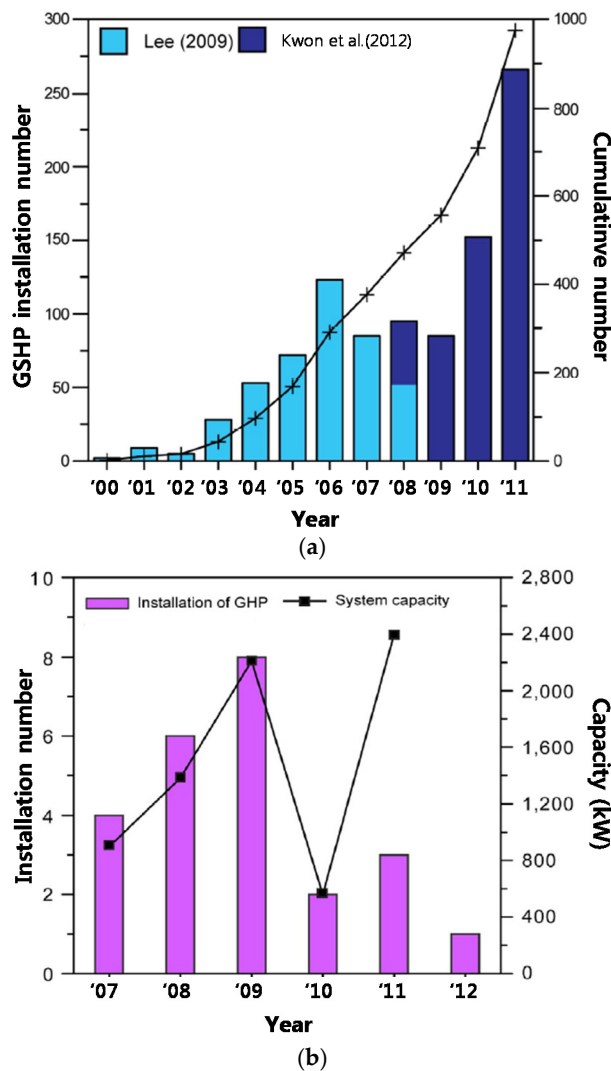 Lee (2009) Kwon et al.(2012)
GSHP installation number
300
250
200
150
100
50
0
Cumulatinve number
1000
800
600
400
200
0
‘00 ‘01 ‘02 ‘03 ‘04 ‘05 ‘06 ‘07 ‘08 ‘09 ‘10 ‘11
Year
(a)
Installation of GHP System capacity
Installation number
10
8
6
4
2
0
Capacity (kW)
2,800
2,400
2,000
1,600
1,200
800
400
0
‘07 ‘08 ‘09 ‘10 ‘11 ‘12
Year
(b)